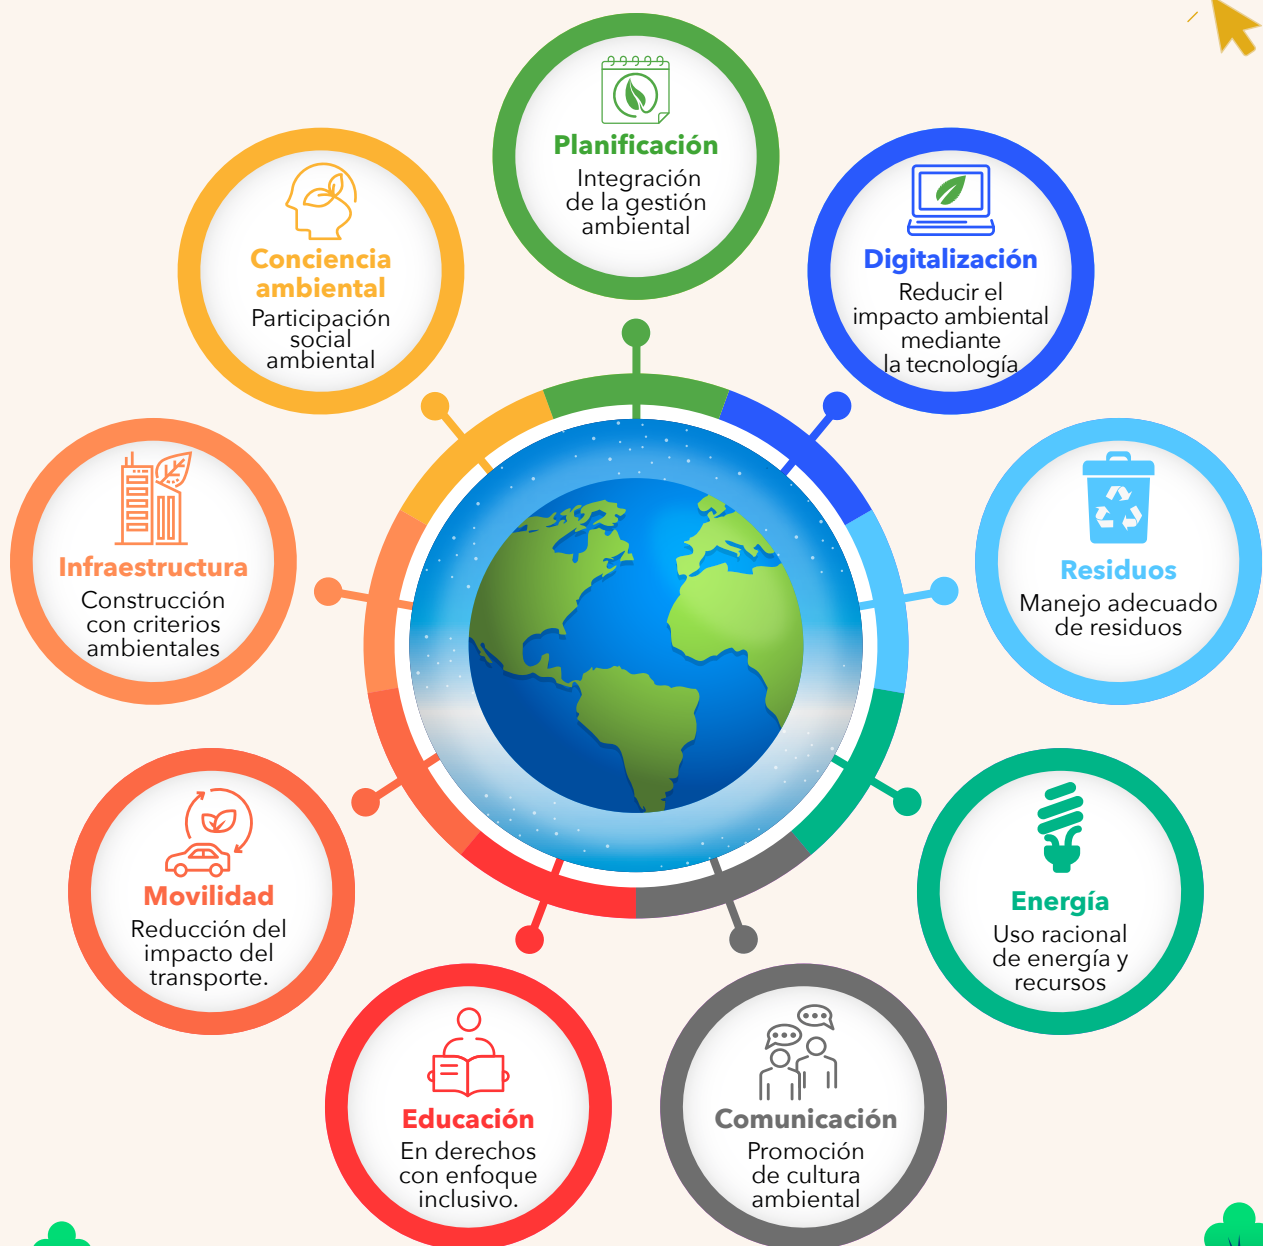 Planificación
Integración
de la gestión
ambiental
Digitalización
Reducir el
impacto ambiental
mediante
la tecnología
Residuos
Manejo adecuado
de residuos
Energía
Uso racional
de energía y
recursos
Comunicación
Promoción
de cultura
ambiental
Educación
En derechos
con enfoque
inclusivo.
Movilidad
Reducción del
impacto del
transporte.
Infraestructura
Construcción
con criterios
ambientales
Conciencia
ambiental
Participación
social
ambiental